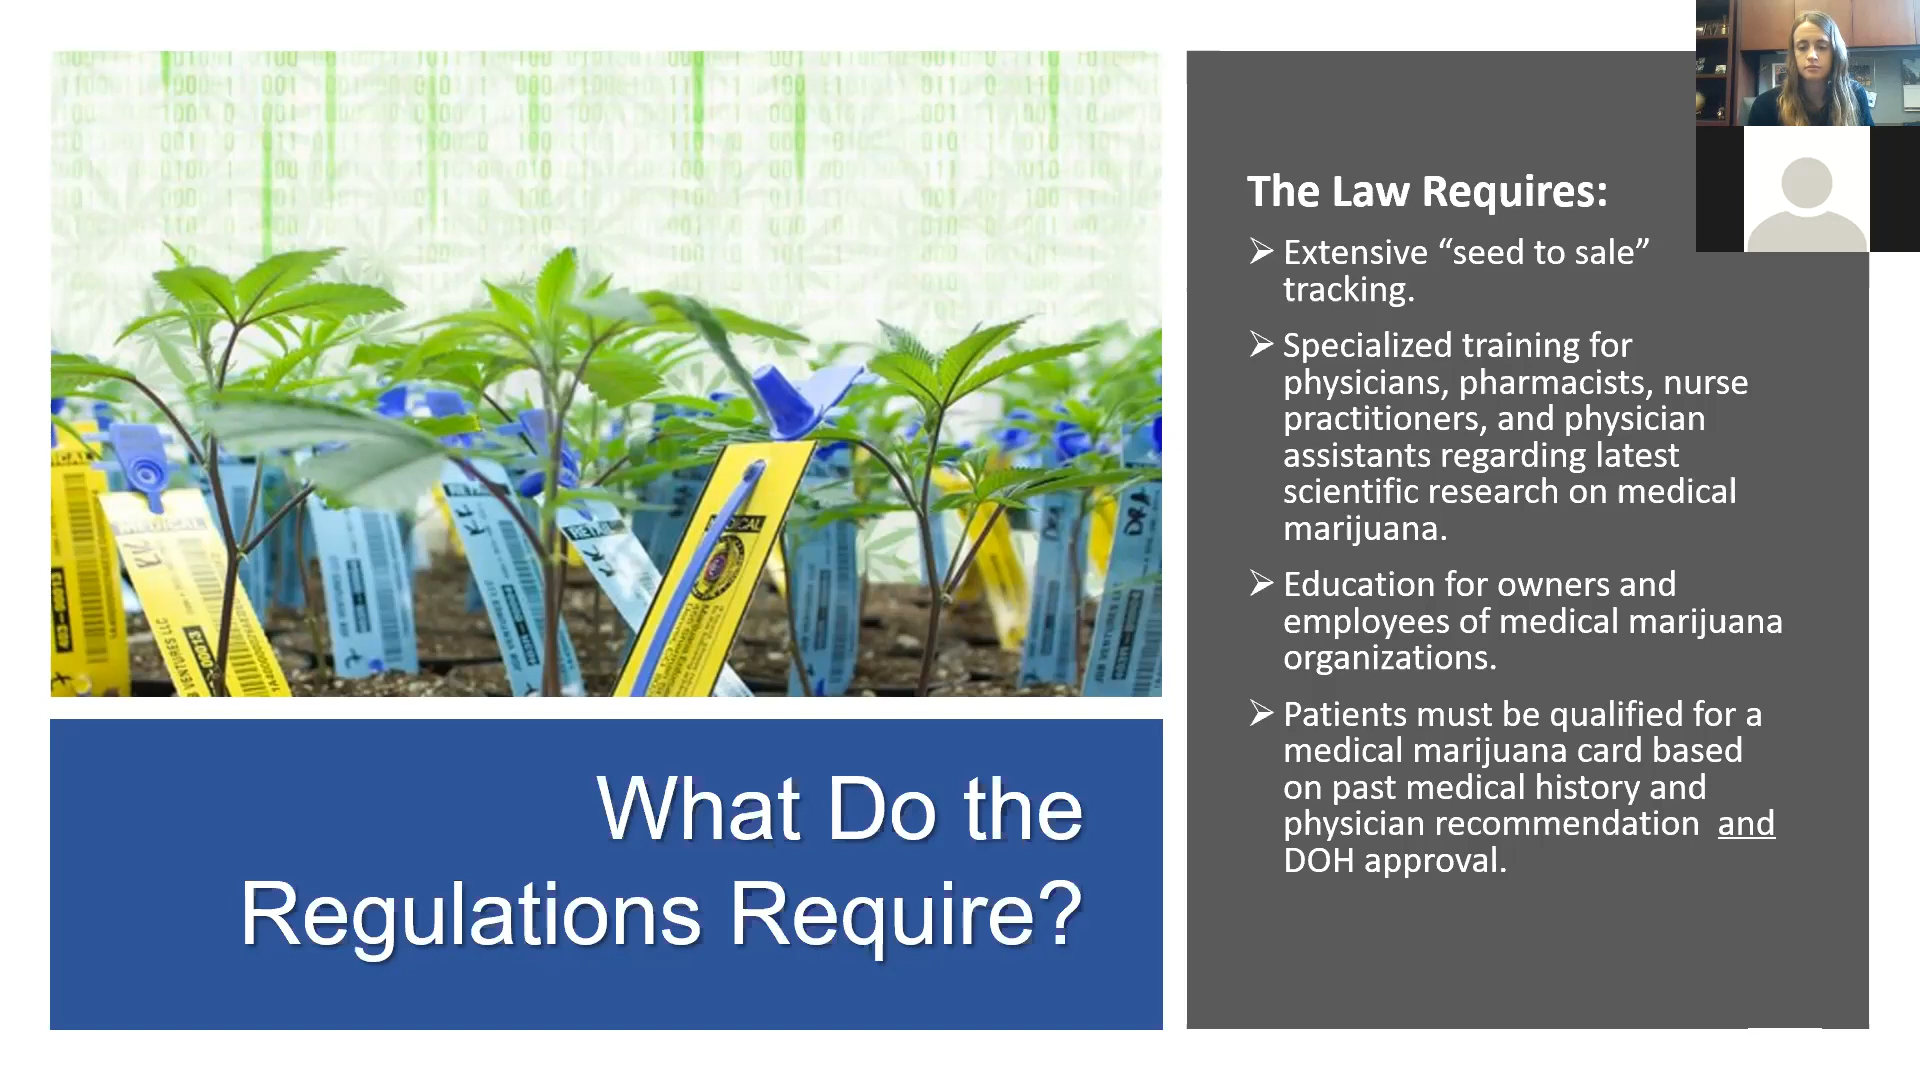 What Do the
Regulations Require?
The Law Requires:
➢ Extensive “seed to sale”
tracking.
➢ Specialized training for
physicians, pharmacists, nurse
practitioners, and physician
assistants regarding latest
scientific research on medical
marijuana.
➢ Education for owners and
employees of medical marijuana
organizations.
➢ Patients must be qualified for a
medical marijuana card based
on past medical history and
physician recommendation  and
DOH approval.
MEDICAL
VENTURES LLC